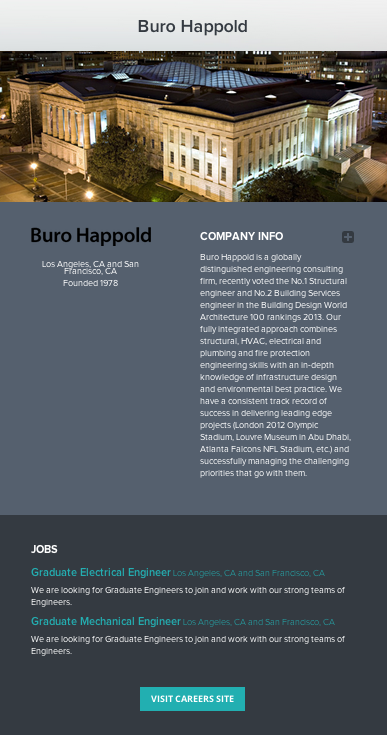 Buro Happold
Buro Happold
Los Angeles, CA and San
Francisco, CA
Founded 1978
COMPANY INFO
Buro Happold is a globally
distinguished engineering consulting
firm, recently voted the No.1 Structural
engineer and No.2 Building Services
engineer in the Building Design World
Architecture 100 rankings 2013. Our
fully integrated approach combines
structural, HVAC, electrical and
plumbing and fire protection
engineering skills with an in-depth
knowledge of infrastructure design
and environmental best practice. We
have a consistent track record of
success in delivering leading edge
projects (London 2012 Olympic
Stadium, Louvre Museum in Abu Dhabi,
Atlanta Falcons NFL Stadium, etc.) and
successfully managing the challenging
priorities that go with them.
JOBS
Graduate Electrical Engineer Los Angeles, CA and San Francisco, CA
We are looking for Graduate Engineers to join and work with our strong teams of
Engineers.
Graduate Mechanical Engineer Los Angeles, CA and San Francisco, CA
We are looking for Graduate Engineers to join and work with our strong teams of
Engineers.
VISIT CAREERS SITE